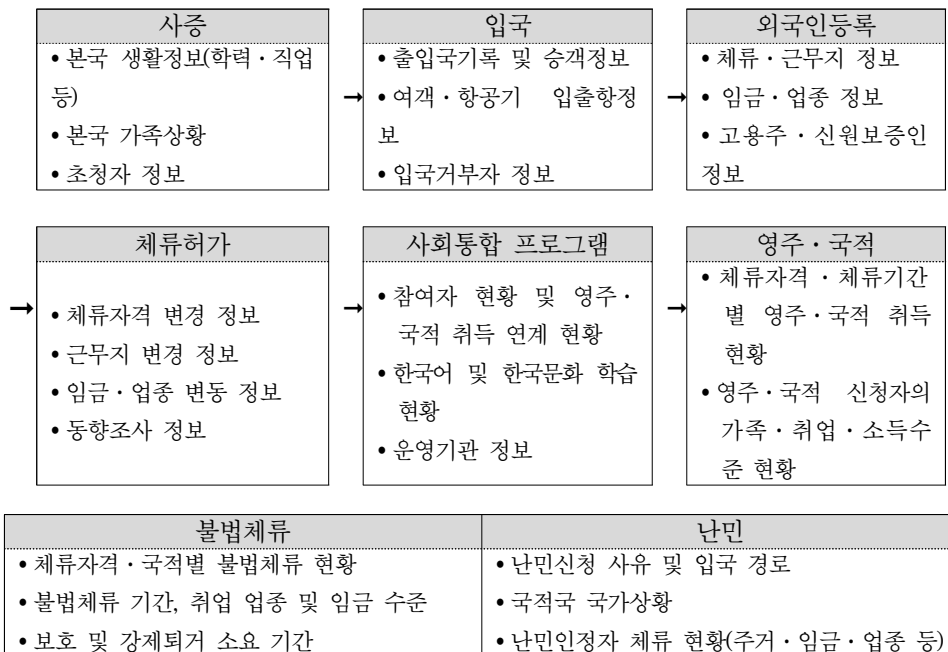 사증
• 본국 생활정보(학력·직업
등)
• 본국 가족상황
• 초청자 정보
→
입국
• 출입국기록 및 승객정보
• 여객·항공기 입출항정
보
• 입국거부자 정보
→
외국인등록
• 체류·근무지 정보
• 임금·업종 정보
• 고용주·신원보증인
정보
→
체류허가
• 체류자격 변경 정보
• 근무지 변경 정보
• 임금·업종 변동 정보
• 동향조사 정보
→
사회통합 프로그램
• 참여자 현황 및 영주·
국적 취득 연계 현황
• 한국어 및 한국문화 학습
현황
• 운영기관 정보
→
영주·국적
• 체류자격·체류기간
별 영주·국적 취득
현황
• 영주·국적 신청자의
가족·취업·소득수
준 현황
불법체류
• 체류자격·국적별 불법체류 현황
• 불법체류 기간, 취업 업종 및 임금 수준
• 보호 및 강제퇴거 소요 기간
난민
• 난민신청 사유 및 입국 경로
• 국적국 국가상황
• 난민인정자 체류 현황(주거·임금·업종 등)